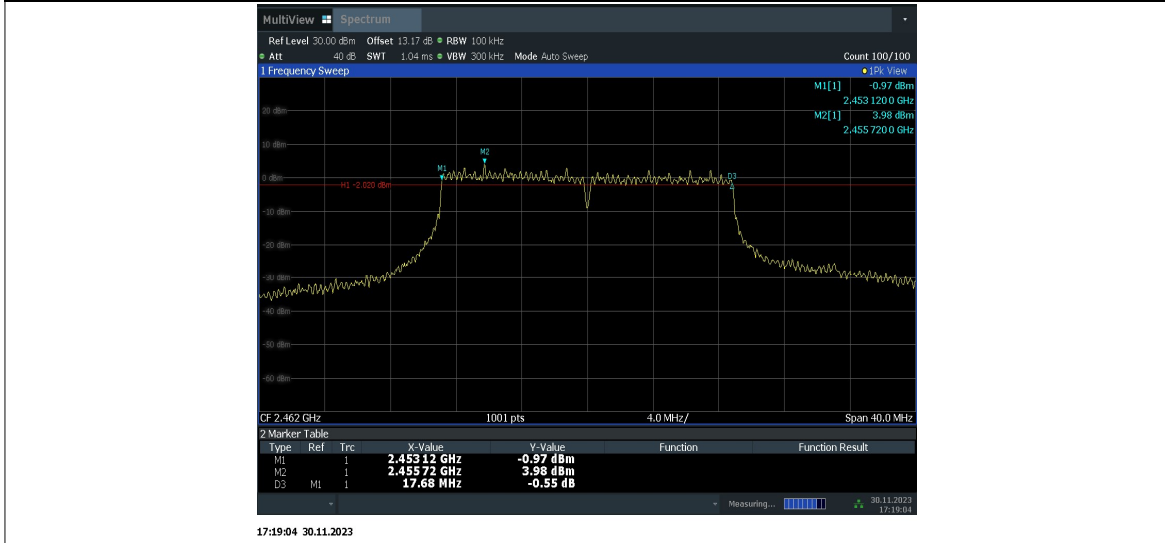 MultiView Spectrum
Ref Level 30.00 dBm Offset 13.17 dB RBW 100 kHz
Att 40 dB SWT 1.04 ms VBW 300 kHz Mode Auto Sweep Count 100/100
1 Frequency Sweep 1Pk View
M1[1] -0.97 dBm
2.453 120 0 GHz
M2[1] 3.98 dBm
2.455 720 0 GHz
20 dBm
10 dBm
M2
M1
0 dBm
D3
H1 -2.020 dBm
-10 dBm
-20 dBm
-30 dBm
-40 dBm
-50 dBm
-60 dBm
CF 2.462 GHz 1001 pts 4.0 MHz/ Span 40.0 MHz
2 Marker Table
Type Ref Trc X-Value Y-Value Function Function Result
M1 1 2.453 12 GHz -0.97 dBm
M2 1 2.455 72 GHz 3.98 dBm
D3 M1 1 17.68 MHz -0.55 dB
Measuring... 30.11.2023
17:19:04
17:19:04 30.11.2023